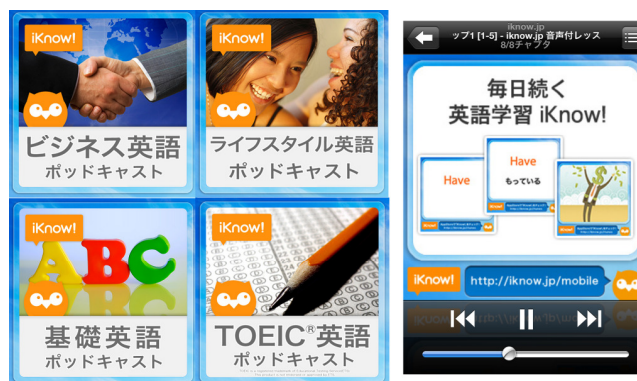 iKnow!
ビジネス英語
ポッドキャスト
iKnow!
ライフスタイル英語
ポッドキャスト
iKnow!
ABC
基礎英語
ポッドキャスト
iKnow!
TOEIC®英語
ポッドキャスト
iknow.jp
ップ1 [1-5] - iknow.jp 音声付レッス
8/8チャプタ
毎日続く
英語学習 iKnow!
Have
Have
もっている
iKnow!
http://iknow.jp/mobile